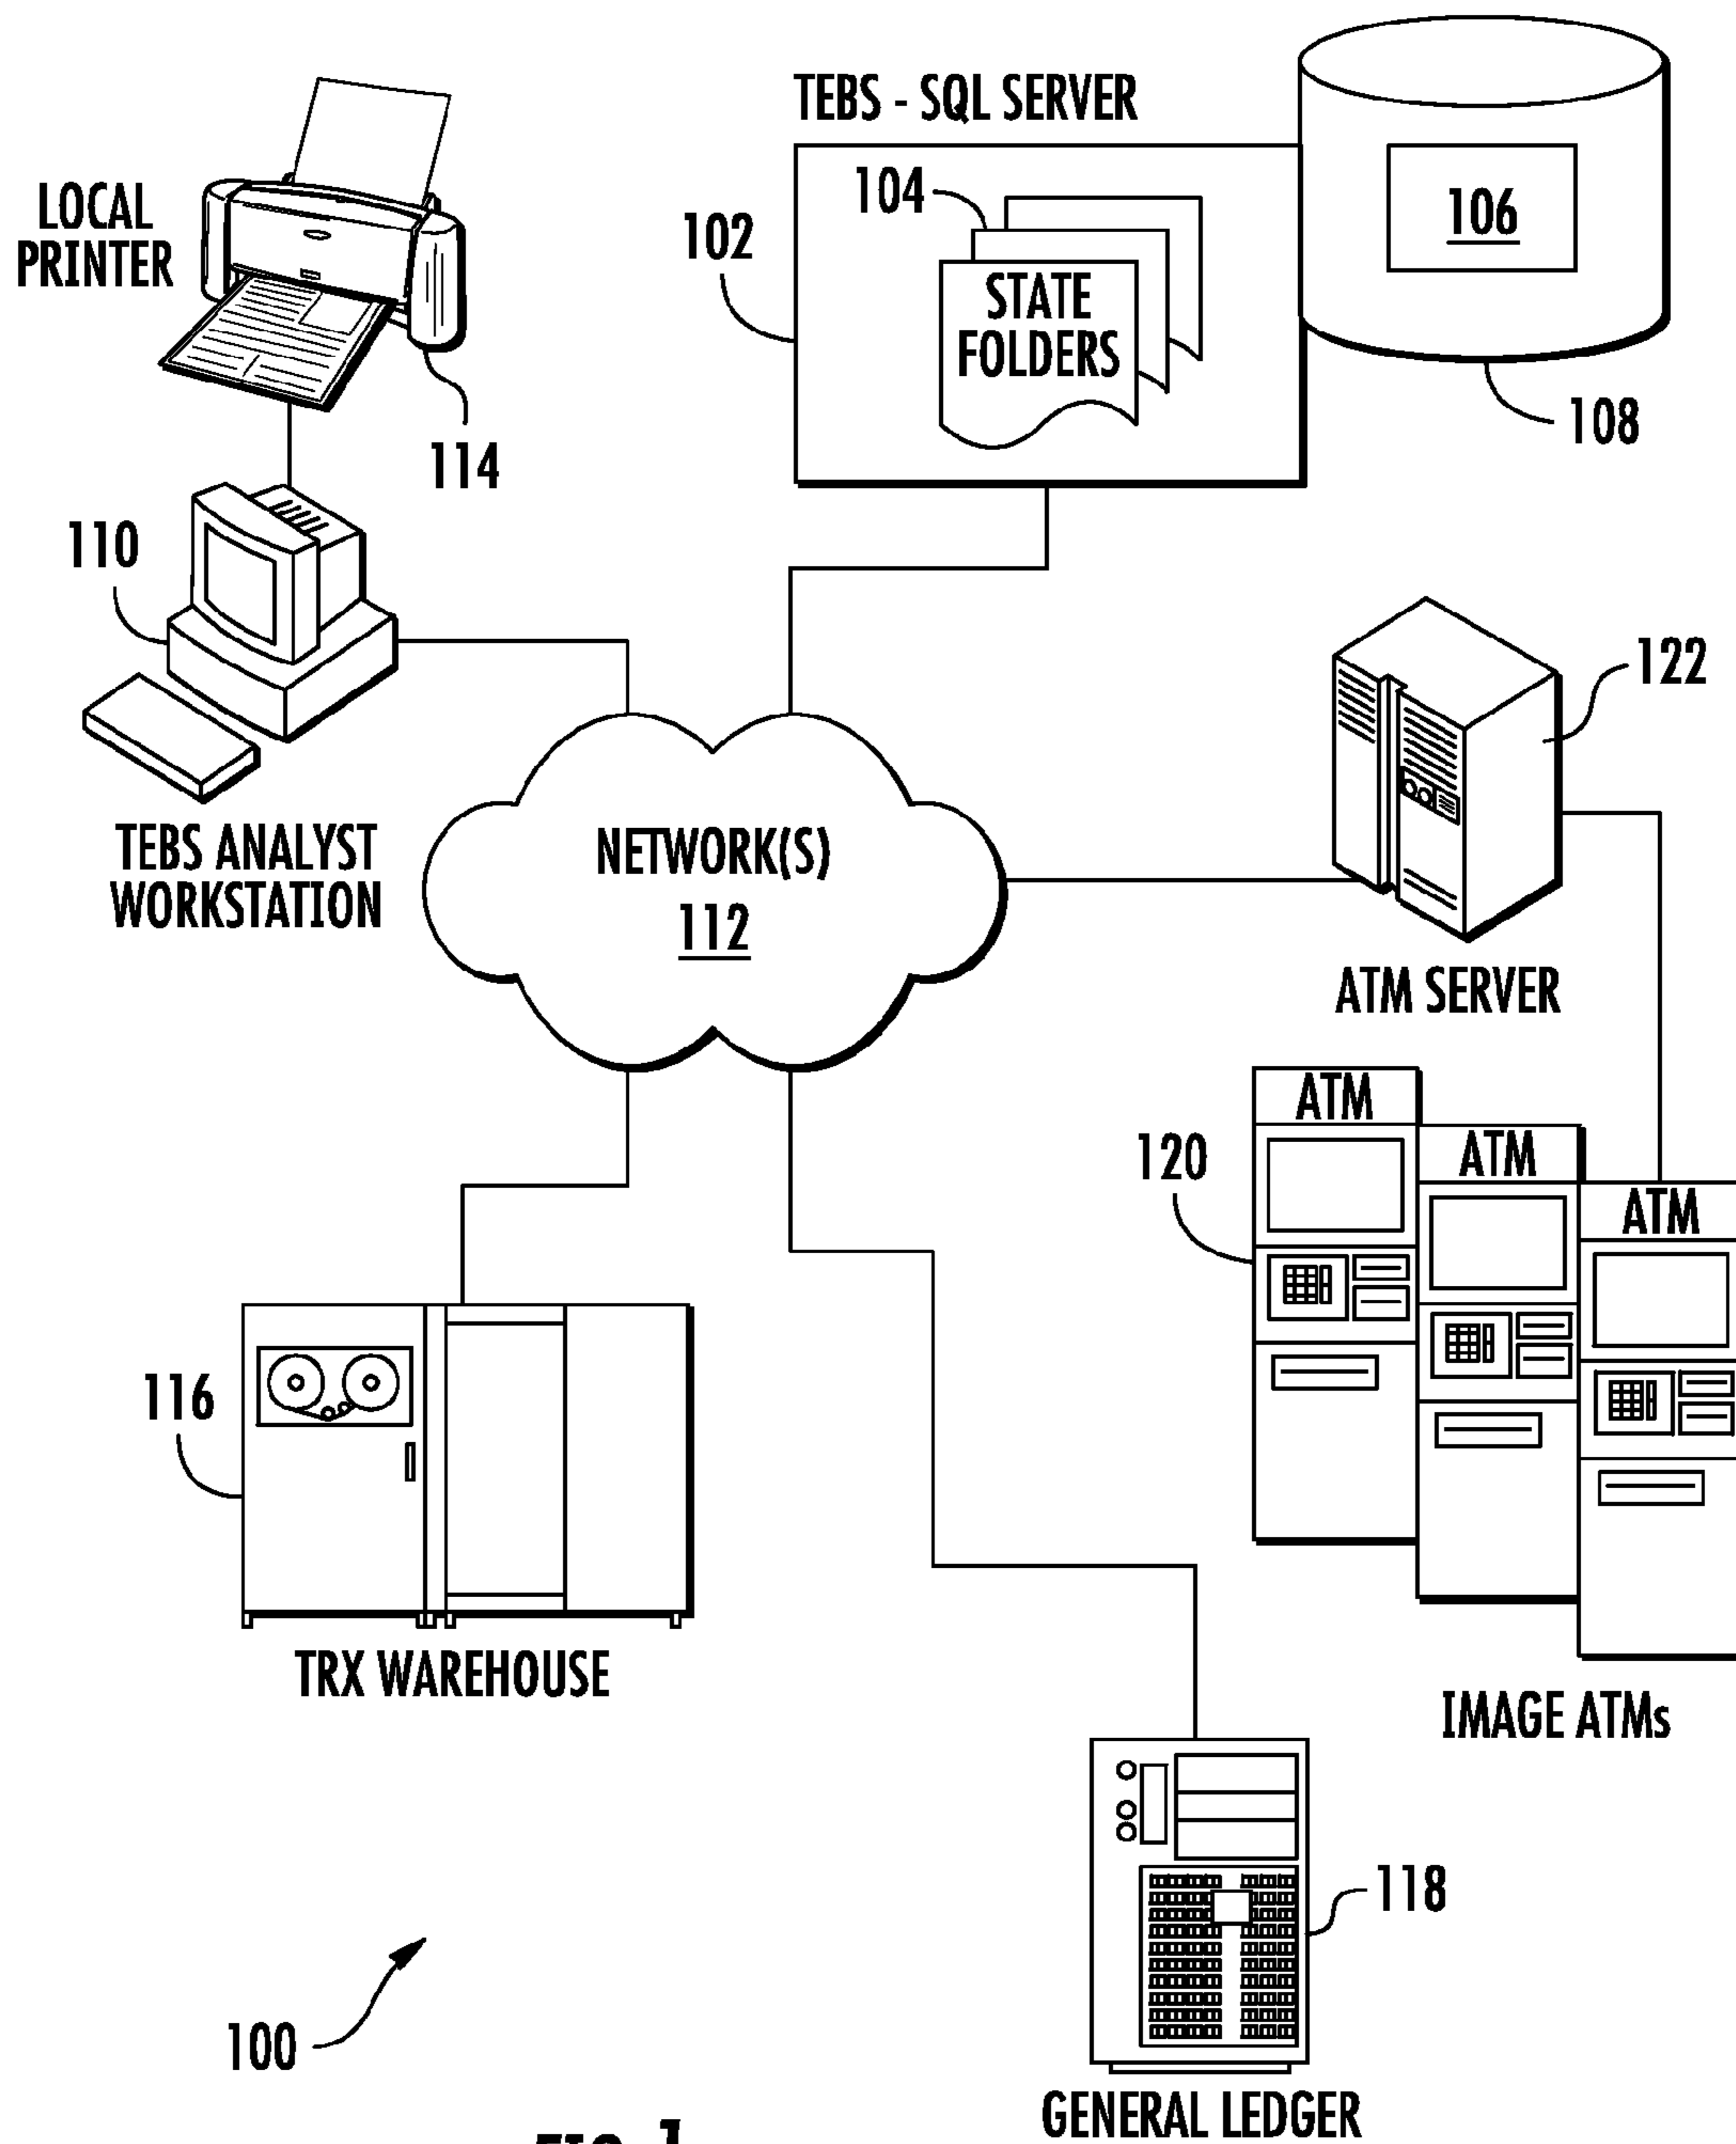 TEBS - SQL SERVER
LOCAL
PRINTER
104
102
106
STATE
FOLDERS
108
114
110
122
TEBS ANALYST
WORKSTATION
NETWORK(S)
112
ATM SERVER
ATM
ATM
ATM
120
116
TRX WAREHOUSE
IMAGE ATMs
118
100
GENERAL LEDGER